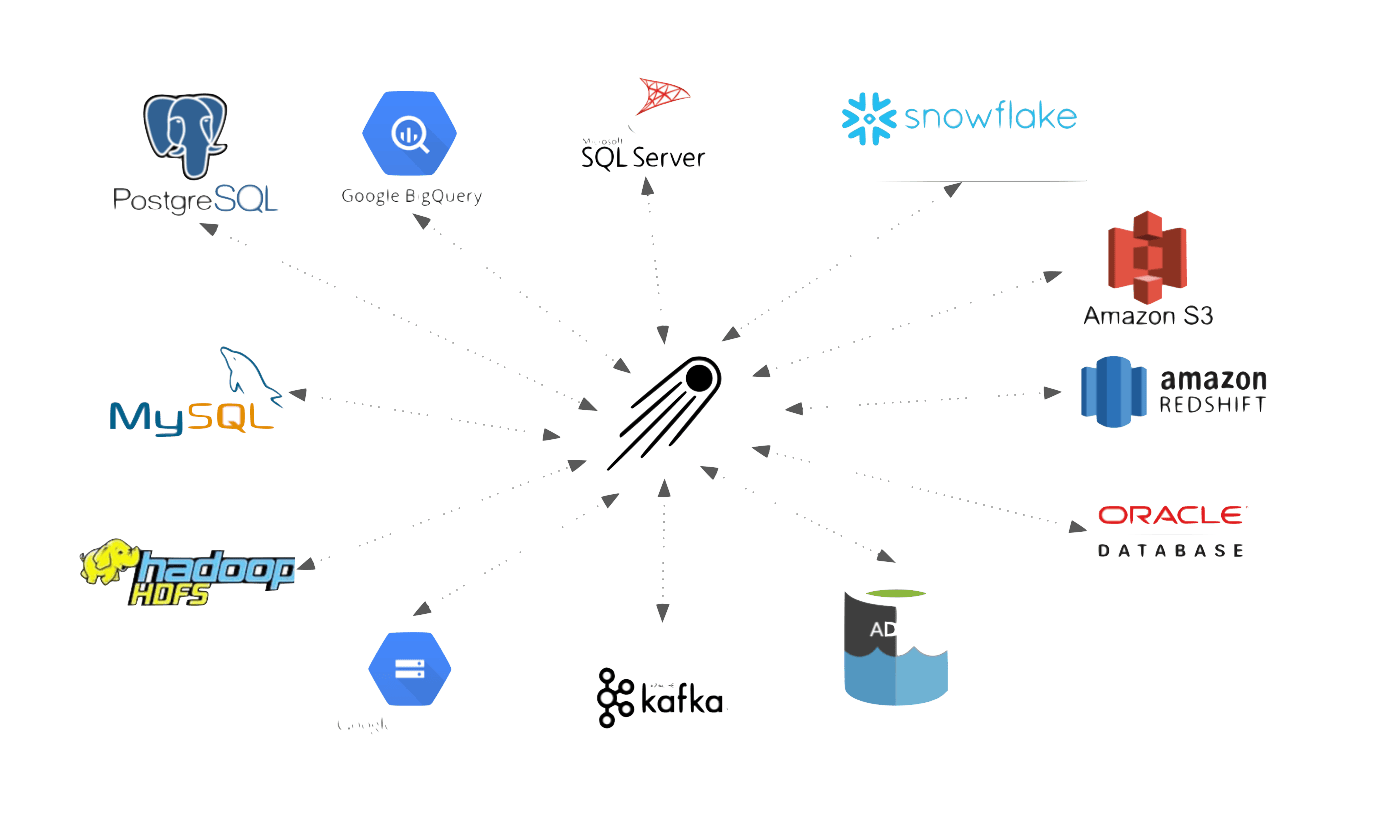 PostgreSQL
Google BigQuery
Microsoft
SQL Server
snowflake
Amazon S3
MySQL
amazon
REDSHIFT
hadoop
HDFS
ORACLE
DATABASE
AD
Google
kafka